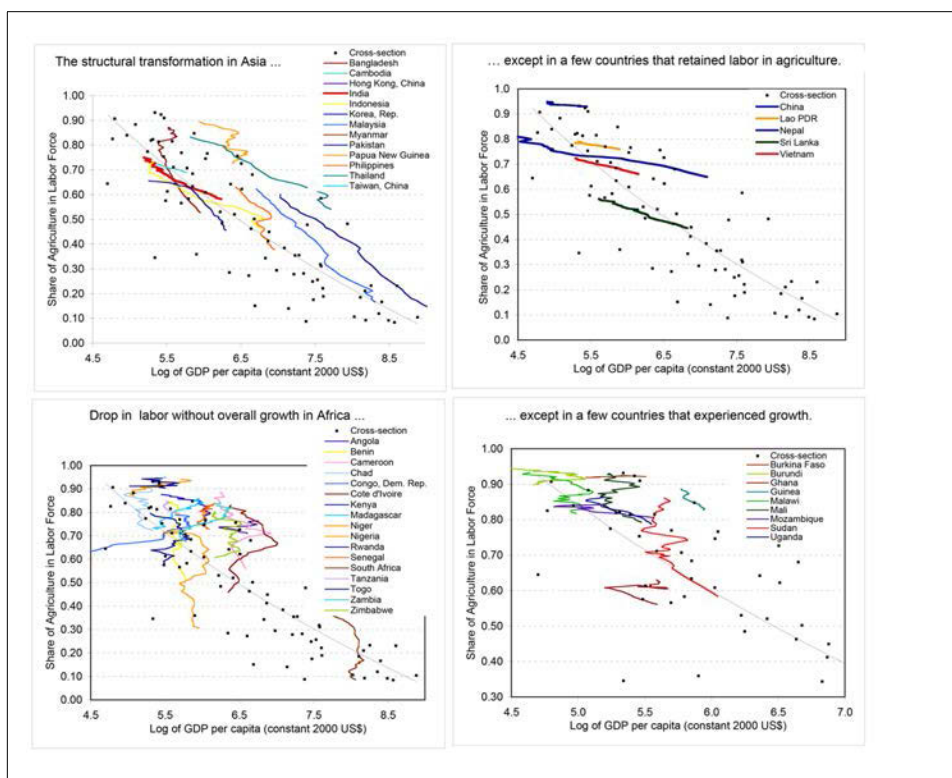 The structural transformation in Asia ...
Cross-section
Bangladesh
Cambodia
Hong Kong, China
India
Indonesia
Korea, Rep.
Malaysia
Myanmar
Pakistan
Papua New Guinea
Philippines
Thailand
Taiwan, China
Share of Agriculture in Labor Force
1.00
0.90
0.80
0.70
0.60
0.50
0.40
0.30
0.20
0.10
0.00
4.5 5.5 6.5 7.5 8.5
Log of GDP per capita (constant 2000 US$)
... except in a few countries that retained labor in agriculture.
Cross-section
China
Lao PDR
Nepal
Sri Lanka
Vietnam
Share of Agriculture in Labor Force
1.0
0.9
0.8
0.7
0.6
0.5
0.4
0.3
0.2
0.1
0.0
4.5 5.5 6.5 7.5 8.5
Log of GDP per capita (constant 2000 US$)
Drop in labor without overall growth in Africa ...
Cross-section
Angola
Benin
Cameroon
Chad
Congo, Dem. Rep.
Cote d'Ivoire
Kenya
Madagascar
Niger
Nigeria
Rwanda
Senegal
South Africa
Tanzania
Togo
Zambia
Zimbabwe
Share of Agriculture in Labor Force
1.00
0.90
0.80
0.70
0.60
0.50
0.40
0.30
0.20
0.10
0.00
4.5 5.5 6.5 7.5 8.5
Log of GDP per capita (constant 2000 US$)
... except in a few countries that experienced growth.
Cross-section
Burkina Faso
Burundi
Ghana
Guinea
Malawi
Mali
Mozambique
Sudan
Uganda
Share of Agriculture in Labor Force
1.00
0.90
0.80
0.70
0.60
0.50
0.40
0.30
4.5 5.0 5.5 6.0 6.5 7.0
Log of GDP per capita (constant 2000 US$)